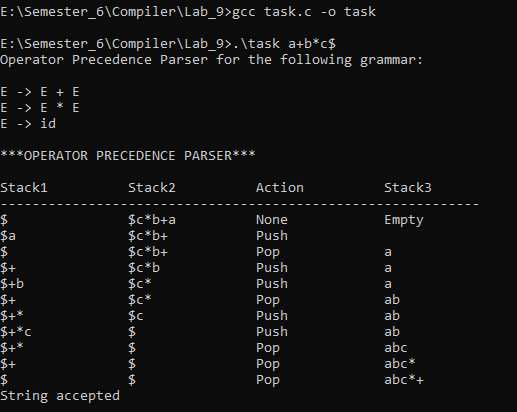 E:\Semester_6\Compiler\Lab_9>gcc task.c -o task
E:\Semester_6\Compiler\Lab_9>.\task a+b*c$
Operator Precedence Parser for the following grammar:
E -> E + E
E -> E * E
E -> id
***OPERATOR PRECEDENCE PARSER***
Stack1 Stack2 Action Stack3
------------------------------------------------------------
$ $c*b+a None Empty
$a $c*b+ Push
$ $c*b+ Pop a
$+ $c*b Push a
$+b $c* Push a
$+ $c* Pop ab
$+* $c Push ab
$+*c $ Push ab
$+* $ Pop abc
$+ $ Pop abc*
$ $ Pop abc*+
String accepted